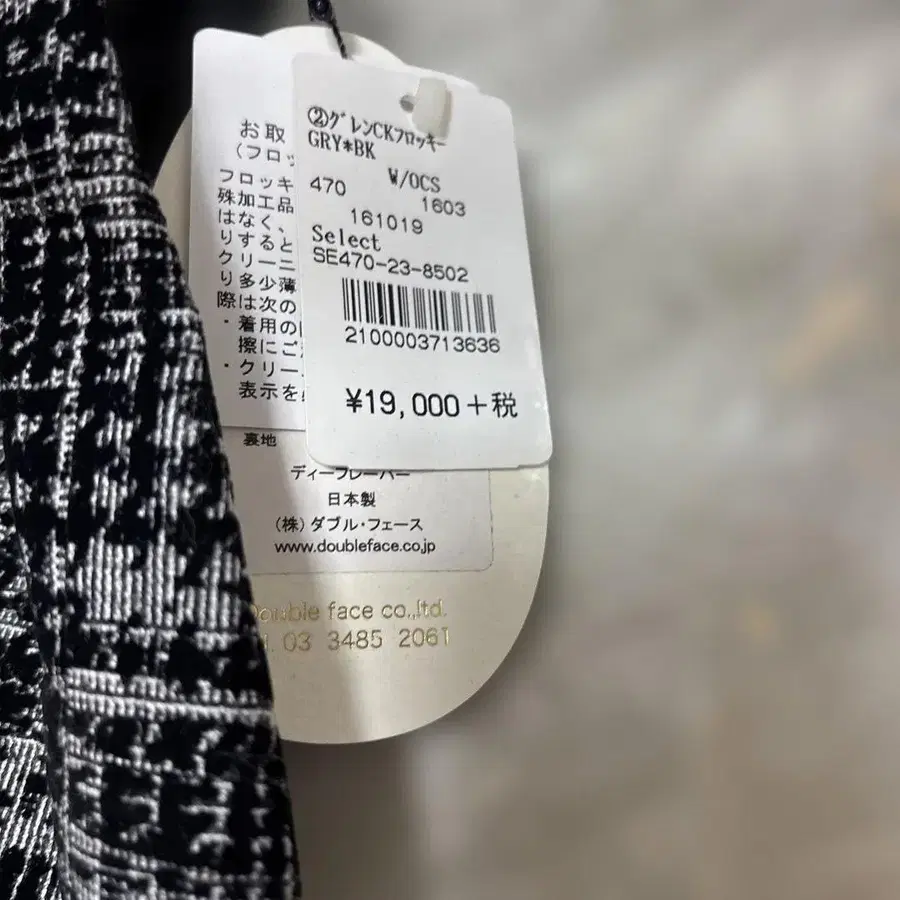 ②グレンCKフロッキー
GRY*BK
W/OCS
470
1603
161019
Select
SE470-23-8502
2100003713636
¥19,000+税
お取
(フロッ
フロッキ
殊加工品
はなく、
りすると
クリーニ
り多少薄
際は次の
・着用の
擦にご
・クリー
表示を
裏地
ディーフレーバー
日本製
(株)ダブル・フェース
www.doubleface.co.jp
Double face co.,ltd.
l. 03 3485 2061